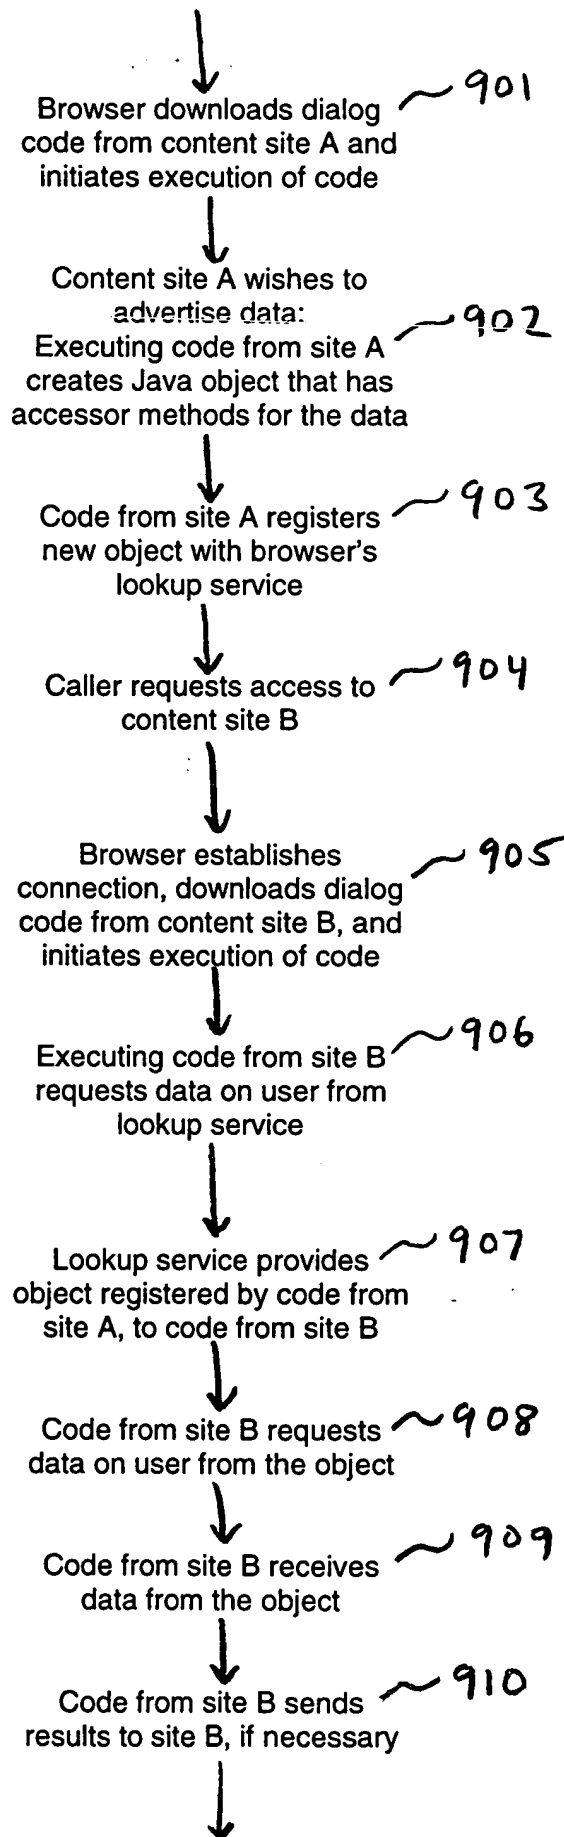 901
Browser downloads dialog
code from content site A and
initiates execution of code
Content site A wishes to
advertise data:
902
Executing code from site A
creates Java object that has
accessor methods for the data
903
Code from site A registers
new object with browser's
lookup service
904
Caller requests access to
content site B
905
Browser establishes
connection, downloads dialog
code from content site B, and
initiates execution of code
906
Executing code from site B
requests data on user from
lookup service
907
Lookup service provides
object registered by code from
site A, to code from site B
908
Code from site B requests
data on user from the object
909
Code from site B receives
data from the object
910
Code from site B sends
results to site B, if necessary